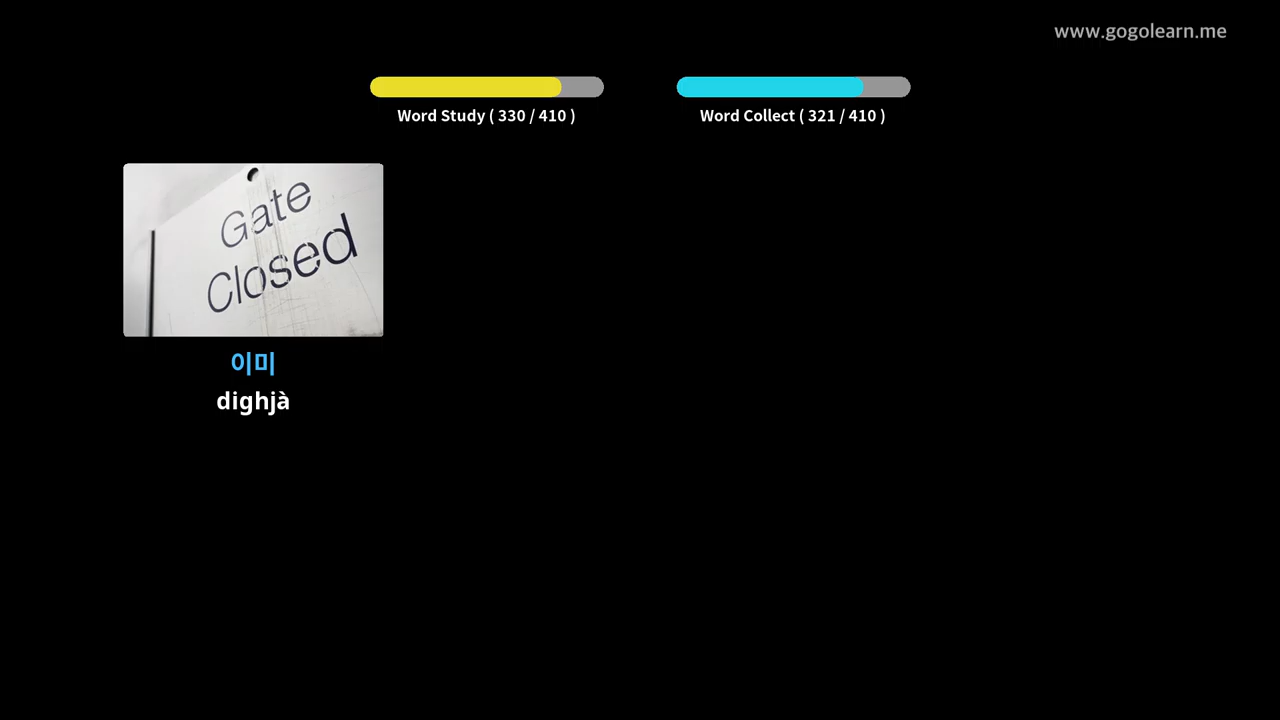 www.gogolearn.me
Word Study ( 330 / 410 )
Word Collect ( 321 / 410 )
Gate
Closed
이미
dighjà